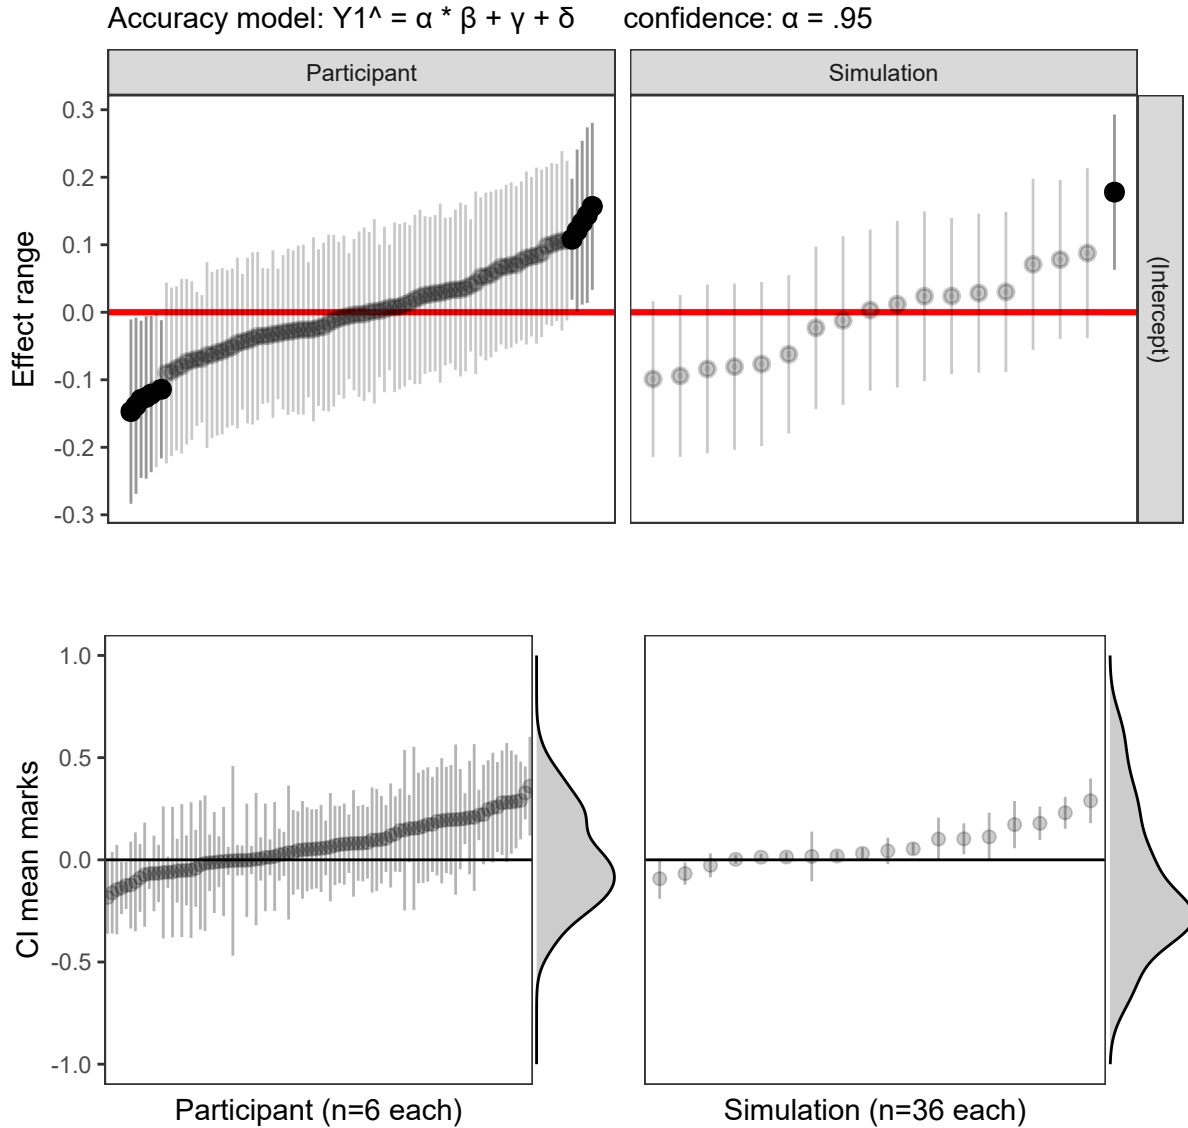 Accuracy model: Y1^ = α * β + γ + δ confidence: α = .95
Participant Simulation
0.3
0.2
0.1
0.0
-0.1
-0.2
-0.3
Effect range
(Intercept)
1.0
0.5
0.0
-0.5
-1.0
CI mean marks
Participant (n=6 each) Simulation (n=36 each)